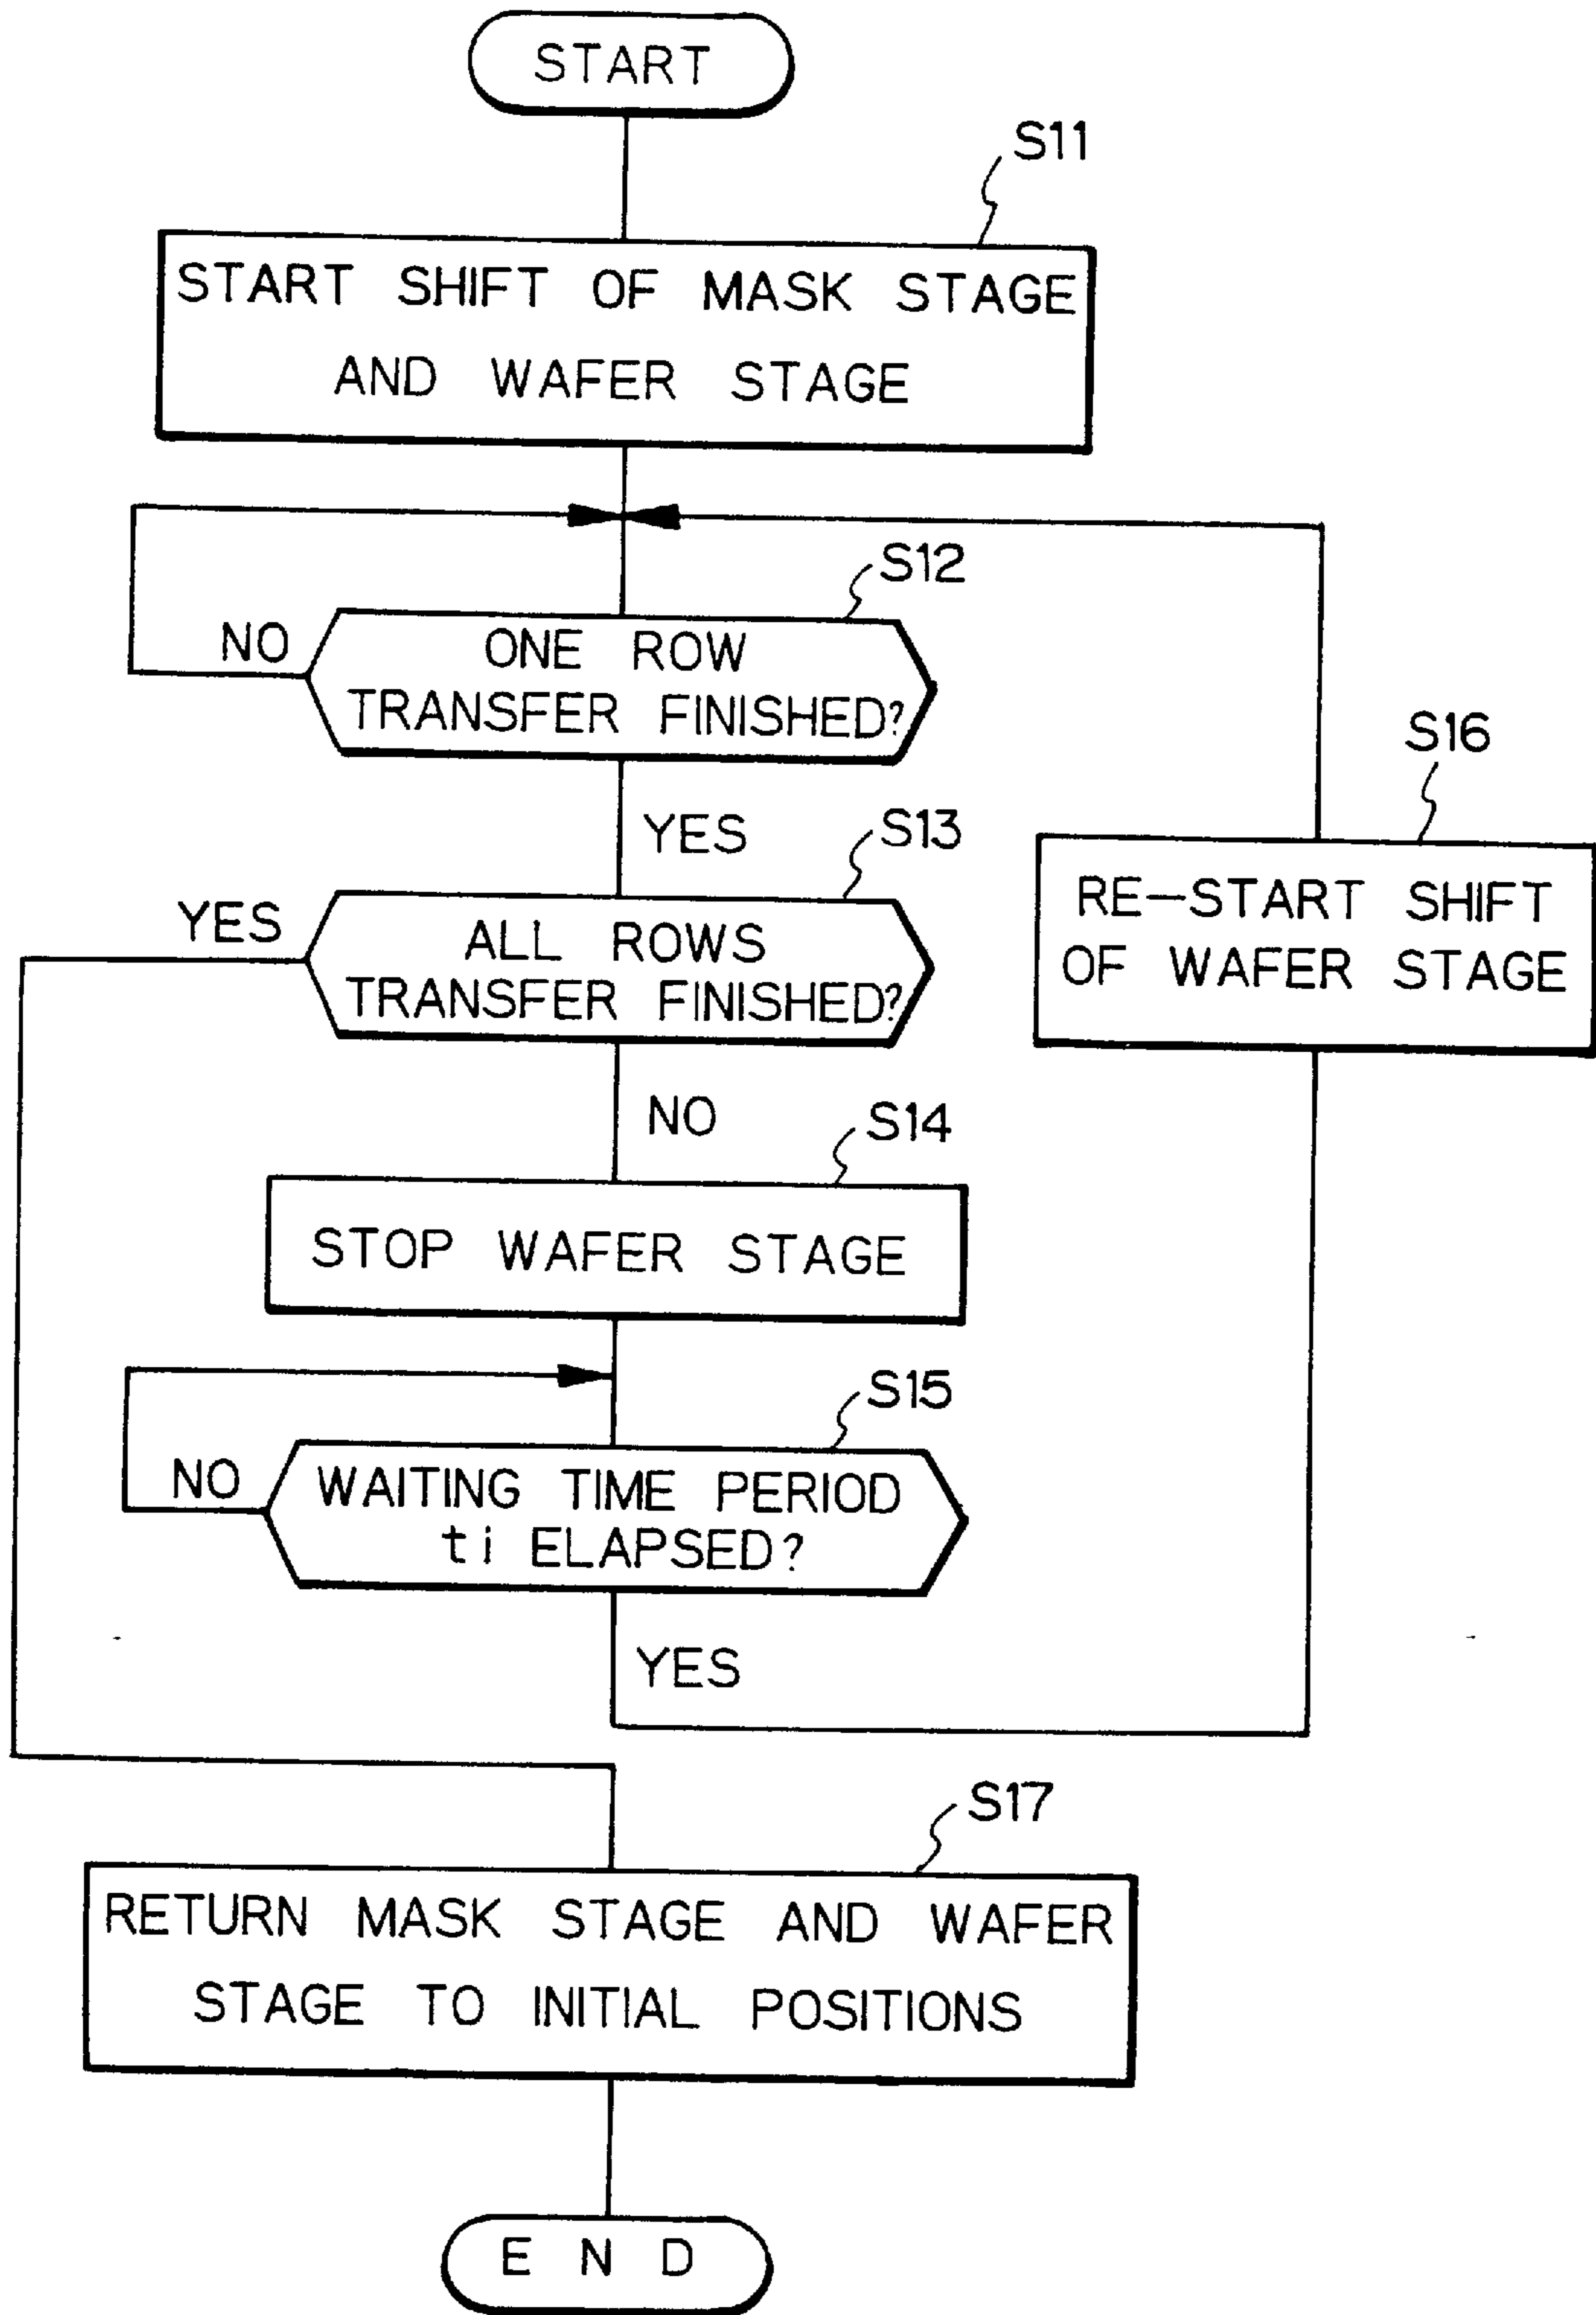 START
S11
START SHIFT OF MASK STAGE
AND WAFER STAGE
S12
NO
ONE ROW
TRANSFER FINISHED?
S16
YES
S13
RE-START SHIFT
OF WAFER STAGE
YES
ALL ROWS
TRANSFER FINISHED?
NO
S14
STOP WAFER STAGE
S15
NO
WAITING TIME PERIOD
ti ELAPSED?
YES
S17
RETURN MASK STAGE AND WAFER
STAGE TO INITIAL POSITIONS
END